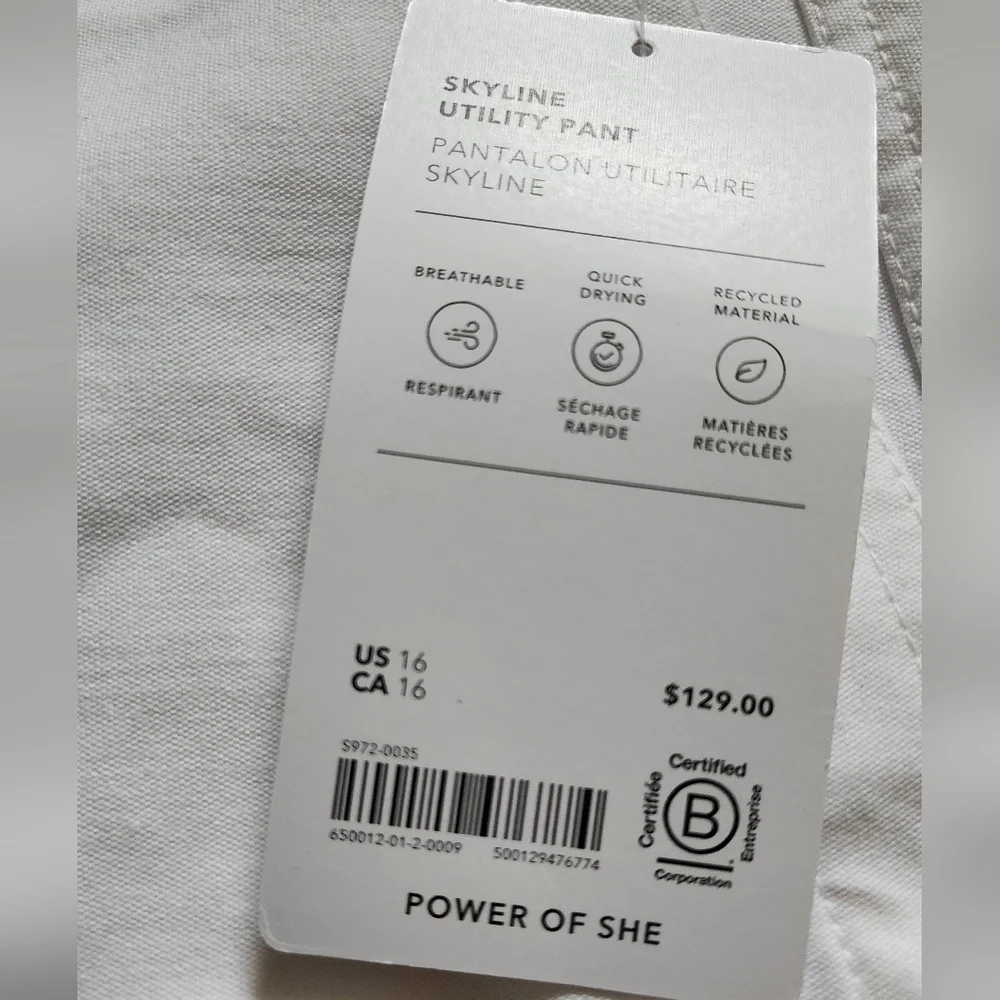 SKYLINE
UTILITY PANT
PANTALON UTILITAIRE
SKYLINE
BREATHABLE
RESPIRANT
QUICK
DRYING
SÉCHAGE
RAPIDE
RECYCLED
MATERIAL
MATIÈRES
RECYCLÉES
US 16
CA 16
$129.00
S972-0035
650012-01-2-0009 500129476774
Certified
Certifiée
B
Entreprise
Corporation
POWER OF SHE